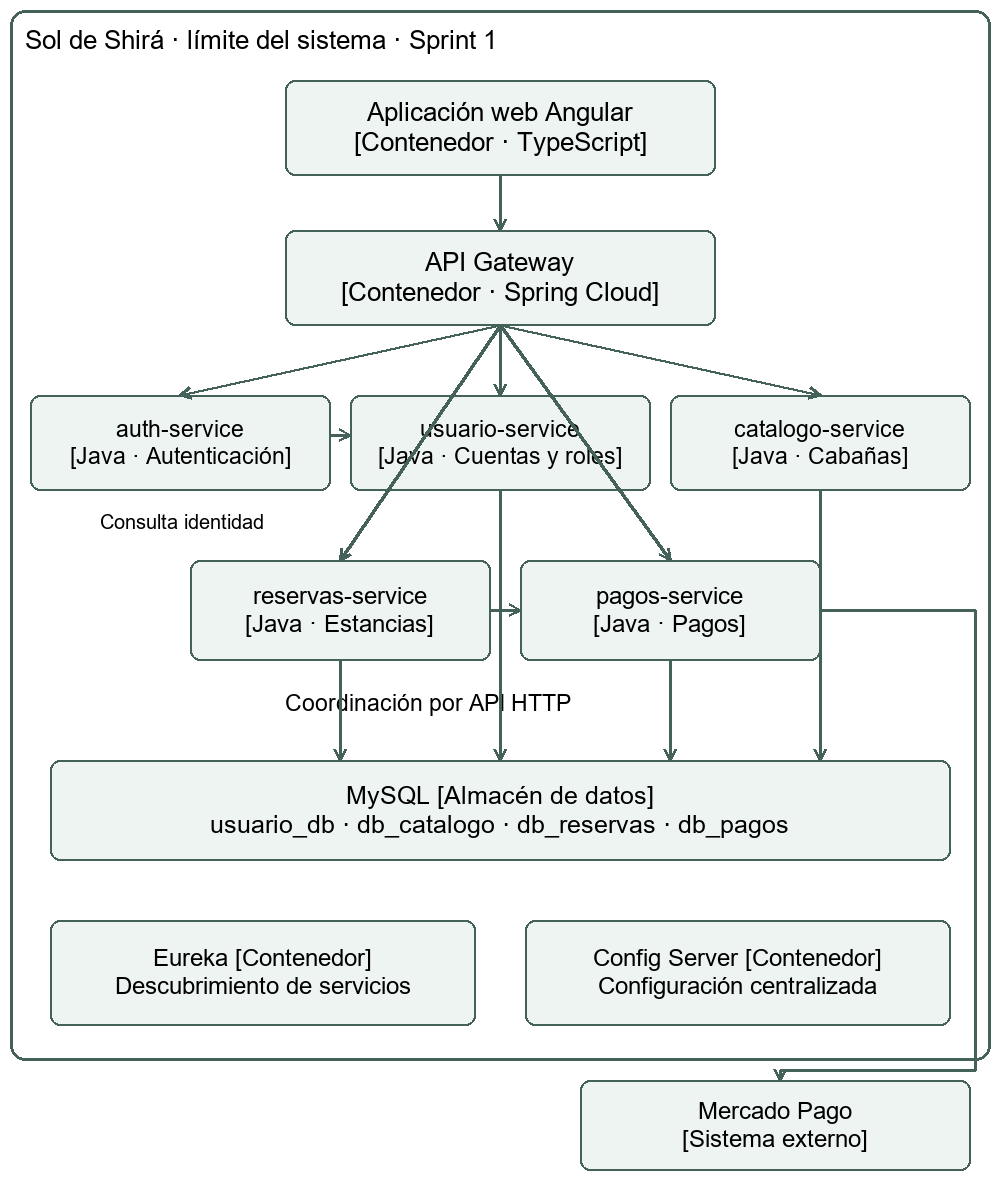 Sol de Shirá · límite del sistema · Sprint 1
Aplicación web Angular
[Contenedor · TypeScript]
API Gateway
[Contenedor · Spring Cloud]
auth-service
[Java · Autenticación]
usuario-service
[Java · Cuentas y roles]
catalogo-service
[Java · Cabañas]
Consulta identidad
reservas-service
[Java · Estancias]
pagos-service
[Java · Pagos]
Coordinación por API HTTP
MySQL [Almacén de datos]
usuario_db · db_catalogo · db_reservas · db_pagos
Eureka [Contenedor]
Descubrimiento de servicios
Config Server [Contenedor]
Configuración centralizada
Mercado Pago
[Sistema externo]